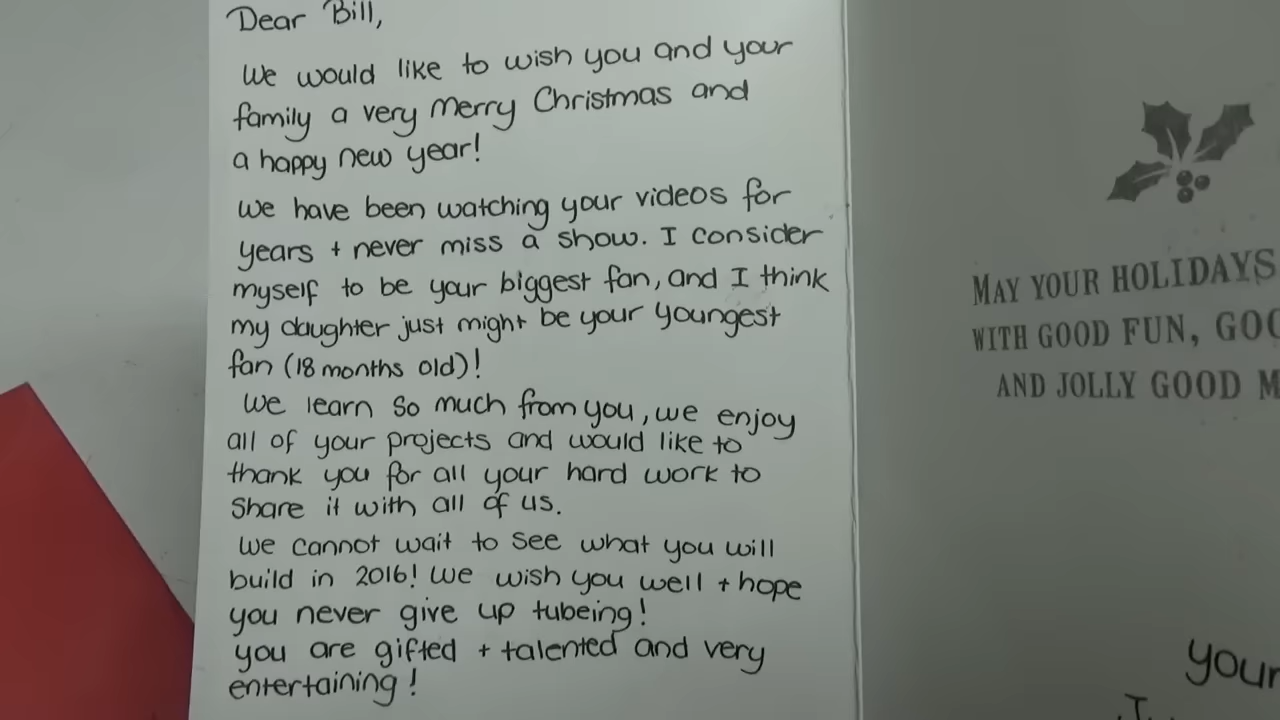 Dear Bill,
We would like to wish you and your
family a very merry Christmas and
a happy new year!
We have been watching your videos for
years + never miss a show. I consider
myself to be your biggest fan, and I think
my daughter just might be your youngest
fan (18 months old)!
We learn so much from you, we enjoy
all of your projects and would like to
thank you for all your hard work to
share it with all of us.
We cannot wait to see what you will
build in 2016! We wish you well + hope
you never give up tubeing!
you are gifted + talented and very
entertaining!
MAY YOUR HOLIDAYS
WITH GOOD FUN,
AND JOLLY GOOD
your